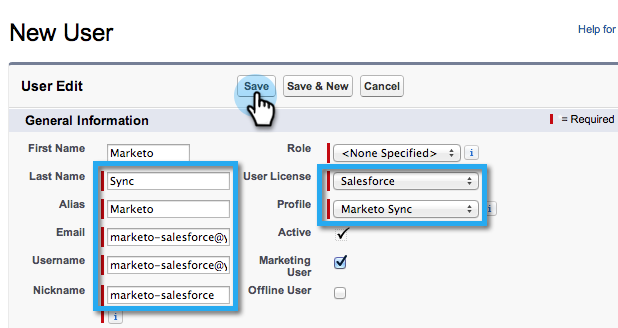 New User
Help for
User Edit
Save
Save & New
Cancel
General Information
= Required
First Name
Marketo
Role
<None Specified>
i
Last Name
Sync
User License
Salesforce
Alias
Marketo
Profile
Marketo Sync
i
Email
marketo-salesforce@y
Active
Username
marketo-salesforce@y
Marketing
User
Nickname
marketo-salesforce
Offline User
i